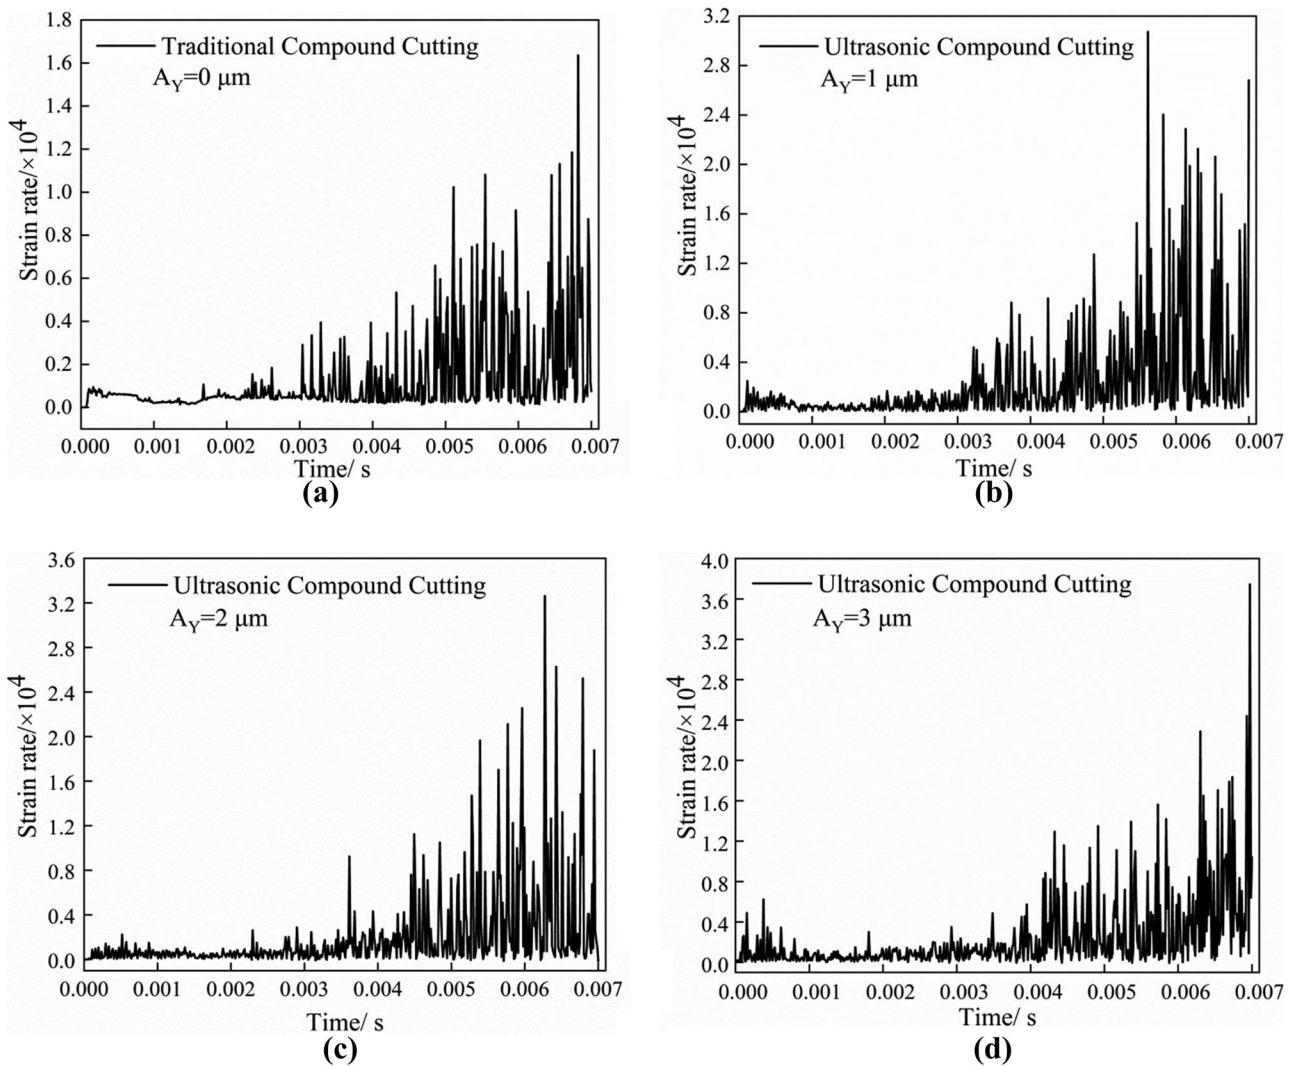 1.8
1.6
1.4
1.2
1.0
0.8
0.6
0.4
0.2
0.0
Strain rate/×10⁴
Traditional Compound Cutting
A_Y=0 μm
0.000 0.001 0.002 0.003 0.004 0.005 0.006 0.007
Time/ s
(a)
3.2
2.8
2.4
2.0
1.6
1.2
0.8
0.4
0.0
Strain rate/×10⁴
Ultrasonic Compound Cutting
A_Y=1 μm
0.000 0.001 0.002 0.003 0.004 0.005 0.006 0.007
Time/ s
(b)
3.6
3.2
2.8
2.4
2.0
1.6
1.2
0.8
0.4
0.0
Strain rate/×10⁴
Ultrasonic Compound Cutting
A_Y=2 μm
0.000 0.001 0.002 0.003 0.004 0.005 0.006 0.007
Time/ s
(c)
4.0
3.6
3.2
2.8
2.4
2.0
1.6
1.2
0.8
0.4
0.0
Strain rate/×10⁴
Ultrasonic Compound Cutting
A_Y=3 μm
0.000 0.001 0.002 0.003 0.004 0.005 0.006 0.007
Time/ s
(d)